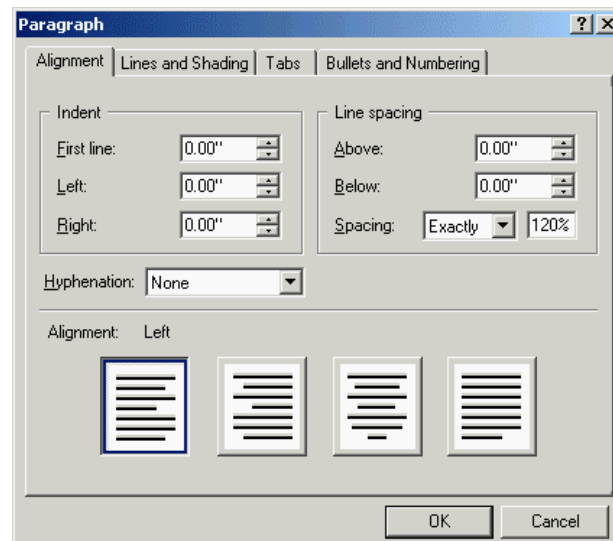 Paragraph
Alignment Lines and Shading Tabs Bullets and Numbering
Indent
First line: 0.00"
Left: 0.00"
Right: 0.00"
Line spacing
Above: 0.00"
Below: 0.00"
Spacing: Exactly 120%
Hyphenation: None
Alignment: Left
OK Cancel